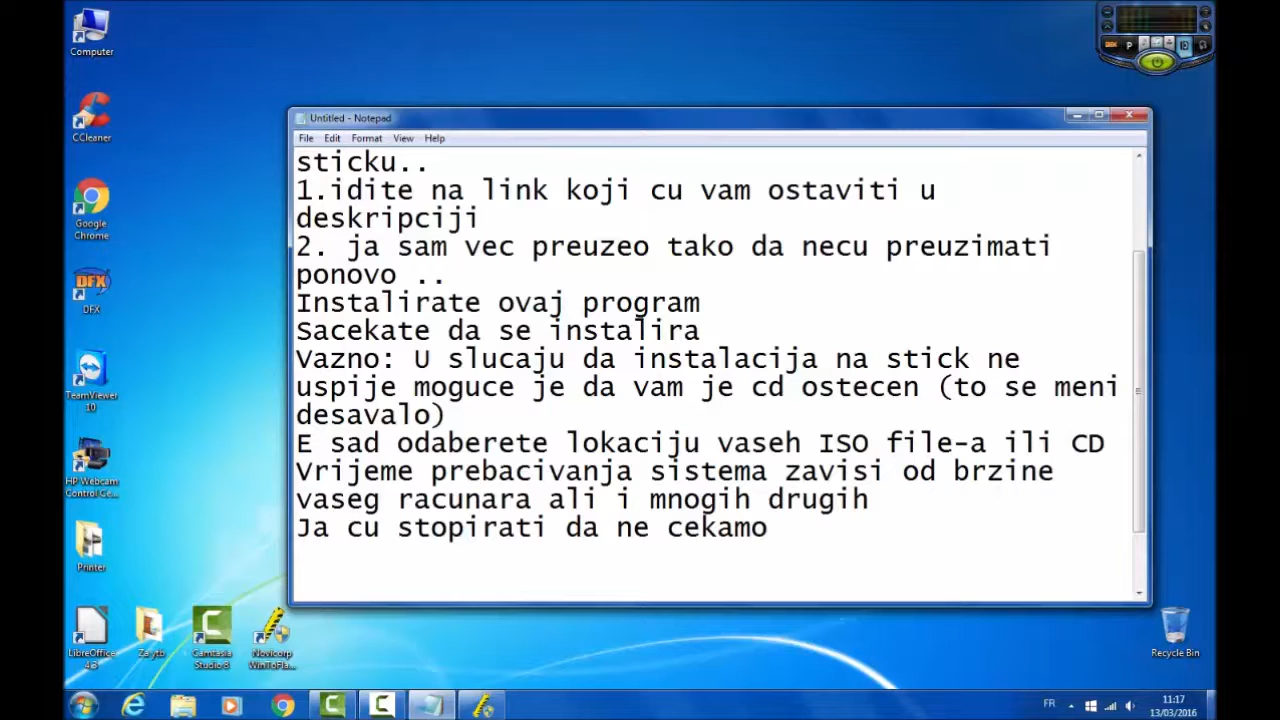 Computer
CCleaner
Google
Chrome
DFX
TeamViewer
10
HP Webcam
Control Ce...
Printer
LibreOffice
4.3
Za ytb
Camtasia
Studio 8
Novicorp
WinToFla...
Recycle Bin
Untitled - Notepad
File Edit Format View Help
sticku..
1.idite na link koji cu vam ostaviti u
deskripciji
2. ja sam vec preuzeo tako da necu preuzimati
ponovo ..
Instalirate ovaj program
Sacekate da se instalira
Vazno: U slucaju da instalacija na stick ne
uspije moguce je da vam je cd ostecen (to se meni
desavalo)
E sad odaberete lokaciju vaseh ISO file-a ili CD
Vrijeme prebacivanja sistema zavisi od brzine
vaseg racunara ali i mnogih drugih
Ja cu stopirati da ne cekamo
FR
11:17
13/03/2016